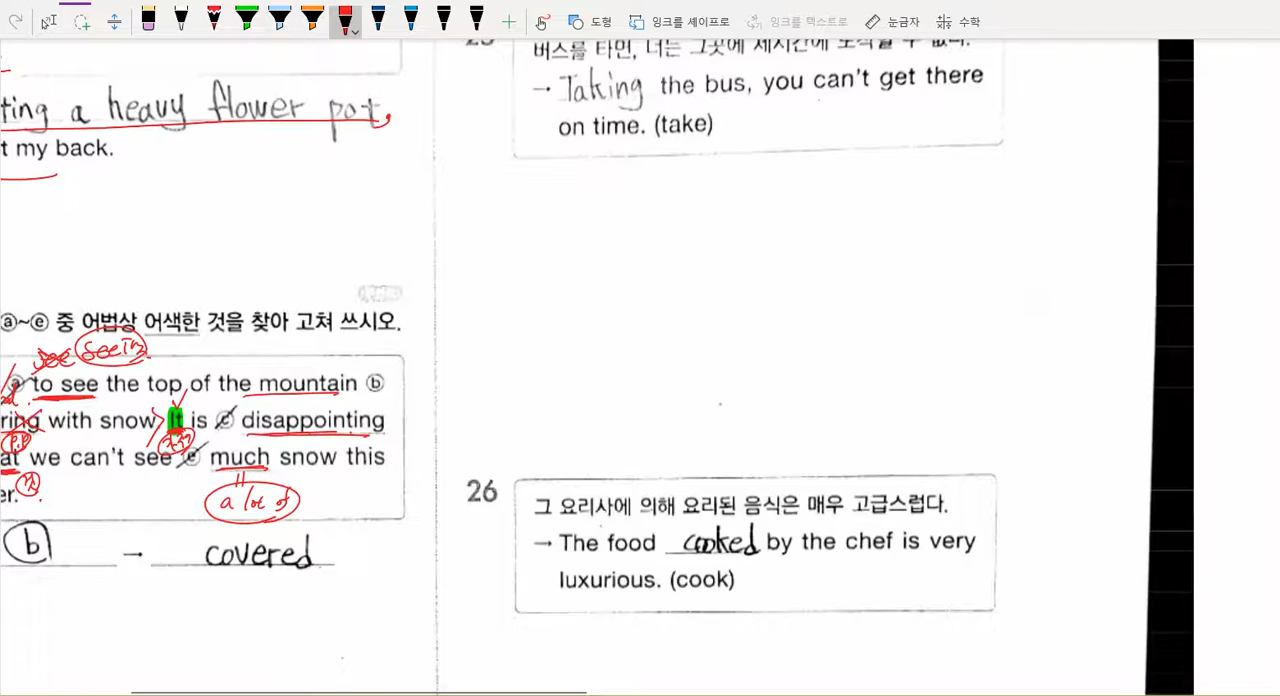 도형
잉크를 셰이프로
잉크를 텍스트로
눈금자
수학
ting a heavy flower pot,
t my back.
ⓐ~ⓔ 중 어법상 어색한 것을 찾아 고쳐 쓰시오.
see seeing
to see the top of the mountain ⓑ
ring with snow. It is ⓒ disappointing
p.p
at we can't see ⓔ much snow this
er.
a lot of
ⓑ → covered
버스를 타면, 너는 그곳에 제시간에 도착할 수 없다.
→ Taking the bus, you can't get there
on time. (take)
26
그 요리사에 의해 요리된 음식은 매우 고급스럽다.
→ The food cooked by the chef is very
luxurious. (cook)